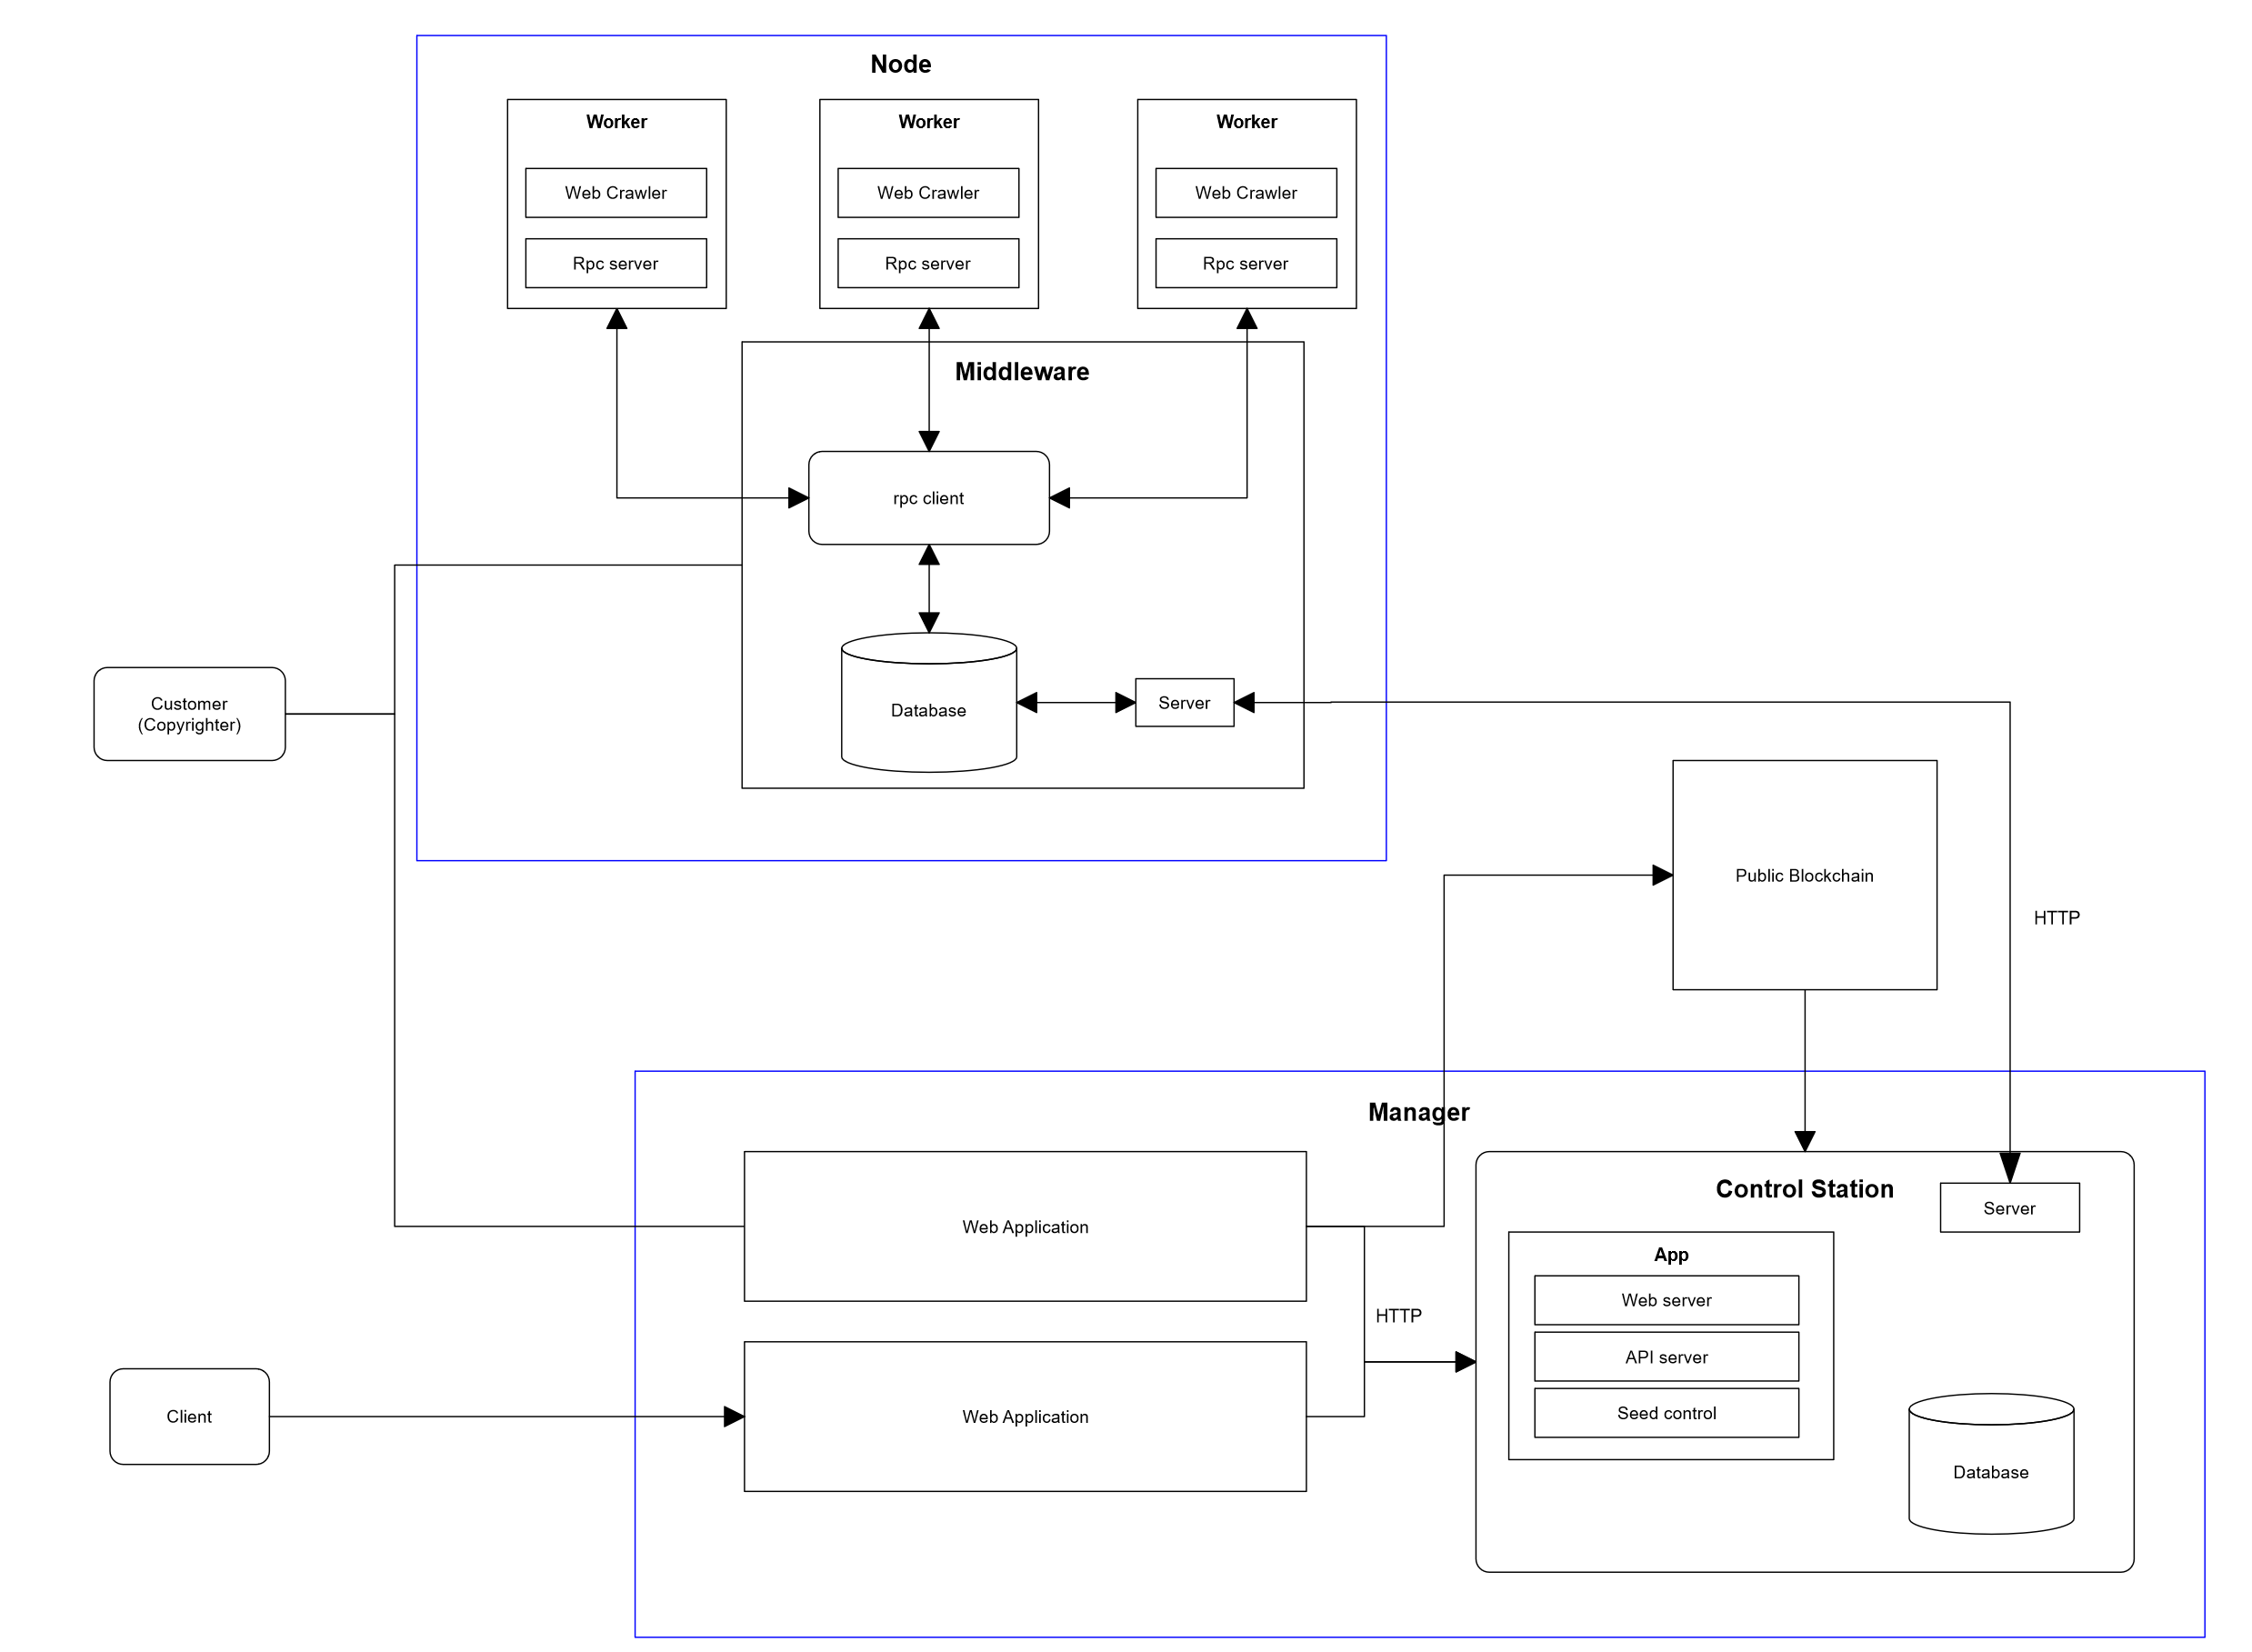 Node
Worker
Web Crawler
Rpc server
Worker
Web Crawler
Rpc server
Worker
Web Crawler
Rpc server
Middleware
rpc client
Database
Server
Customer
(Copyrighter)
Public Blockchain
HTTP
Manager
Web Application
HTTP
Web Application
Client
Control Station
Server
App
Web server
API server
Seed control
Database